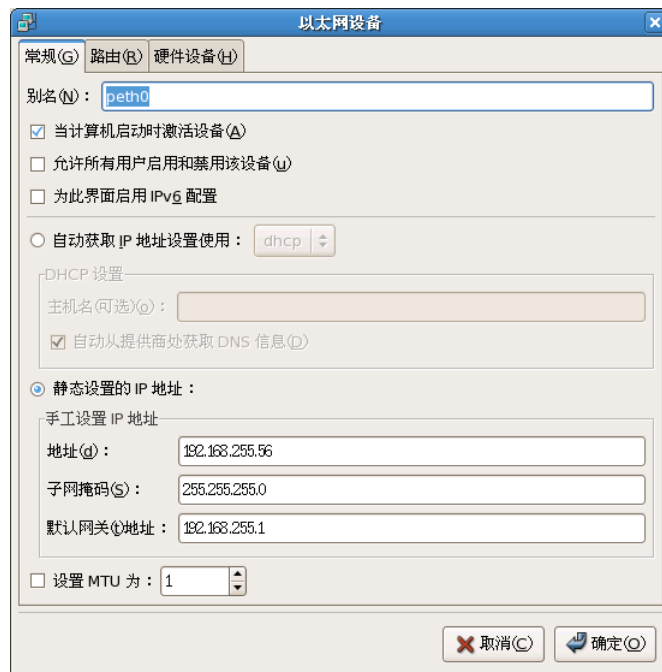 以太网设备
常规(G) 路由(R) 硬件设备(H)
别名(N)： peth0
当计算机启动时激活设备(A)
允许所有用户启用和禁用该设备(u)
为此界面启用 IPv6 配置
自动获取 IP 地址设置使用： dhcp
DHCP 设置
主机名(可选)(o)：
自动从提供商处获取 DNS 信息(D)
静态设置的 IP 地址：
手工设置 IP 地址
地址(d)： 192.168.255.56
子网掩码(S)： 255.255.255.0
默认网关(t)地址： 192.168.255.1
设置 MTU 为： 1
取消(C) 确定(O)